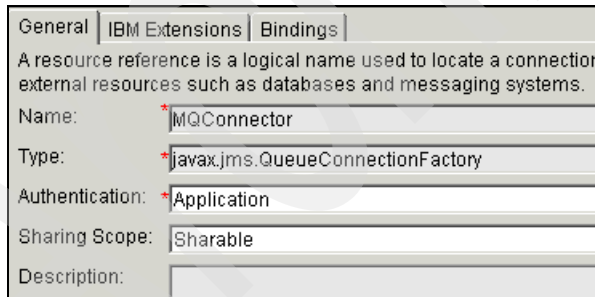 General IBM Extensions Bindings
A resource reference is a logical name used to locate a connection
external resources such as databases and messaging systems.
Name: *MQConnector
Type: *javax.jms.QueueConnectionFactory
Authentication: *Application
Sharing Scope: Sharable
Description: